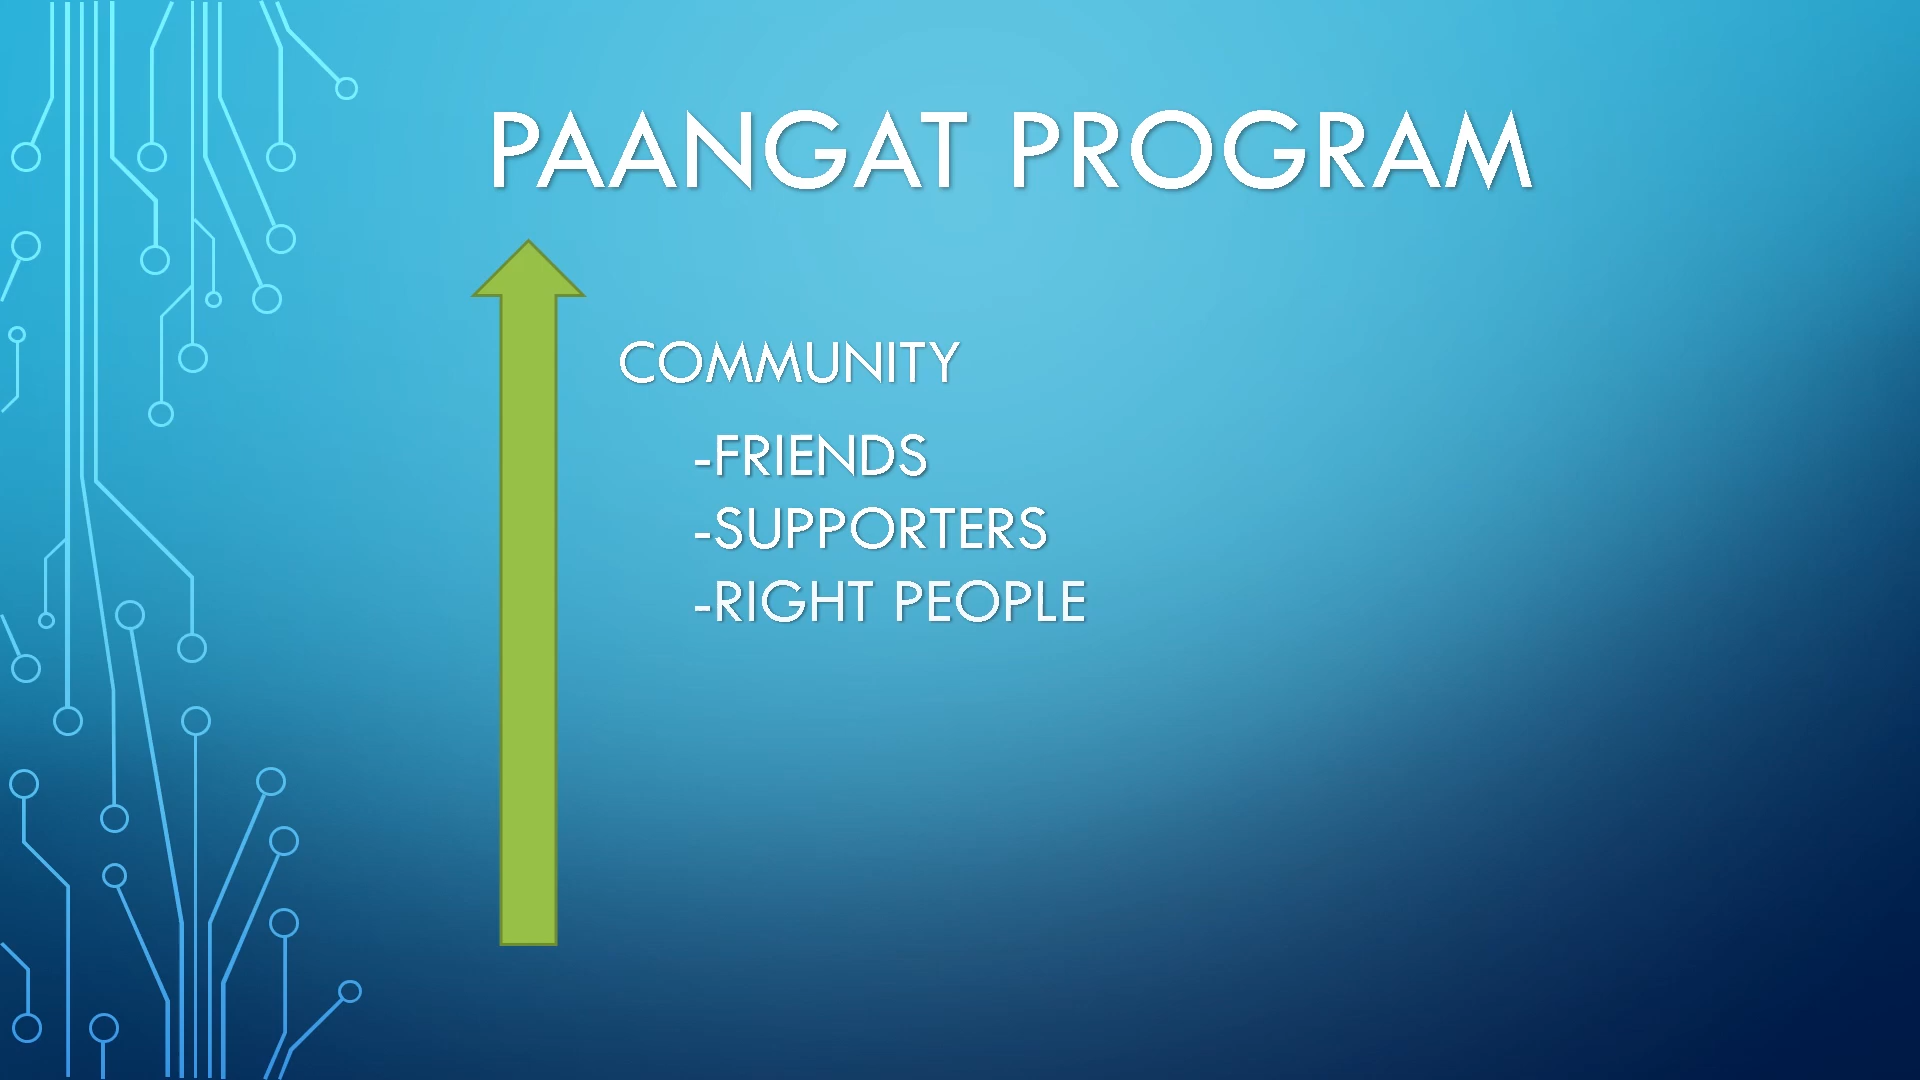 PAANGAT PROGRAM
COMMUNITY
-FRIENDS
-SUPPORTERS
-RIGHT PEOPLE